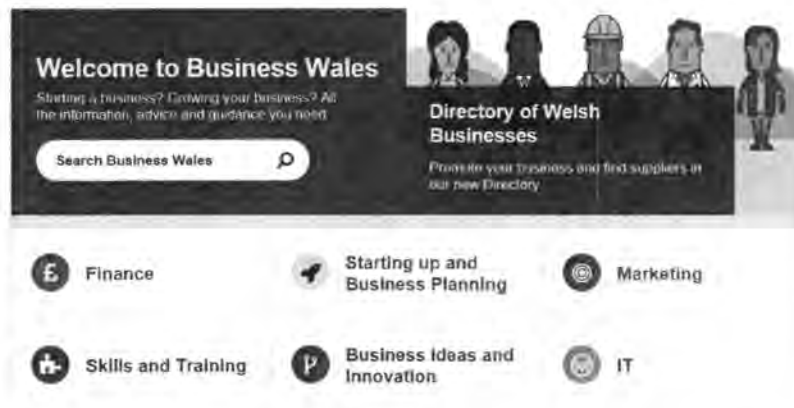 Welcome to Business Wales
Starting a business? Growing your business? All
the information, advice and guidance you need
Search Business Wales
Directory of Welsh
Businesses
Promote your business and find suppliers in
our new Directory
£ Finance
Starting up and
Business Planning
Marketing
Skills and Training
Business Ideas and
Innovation
IT